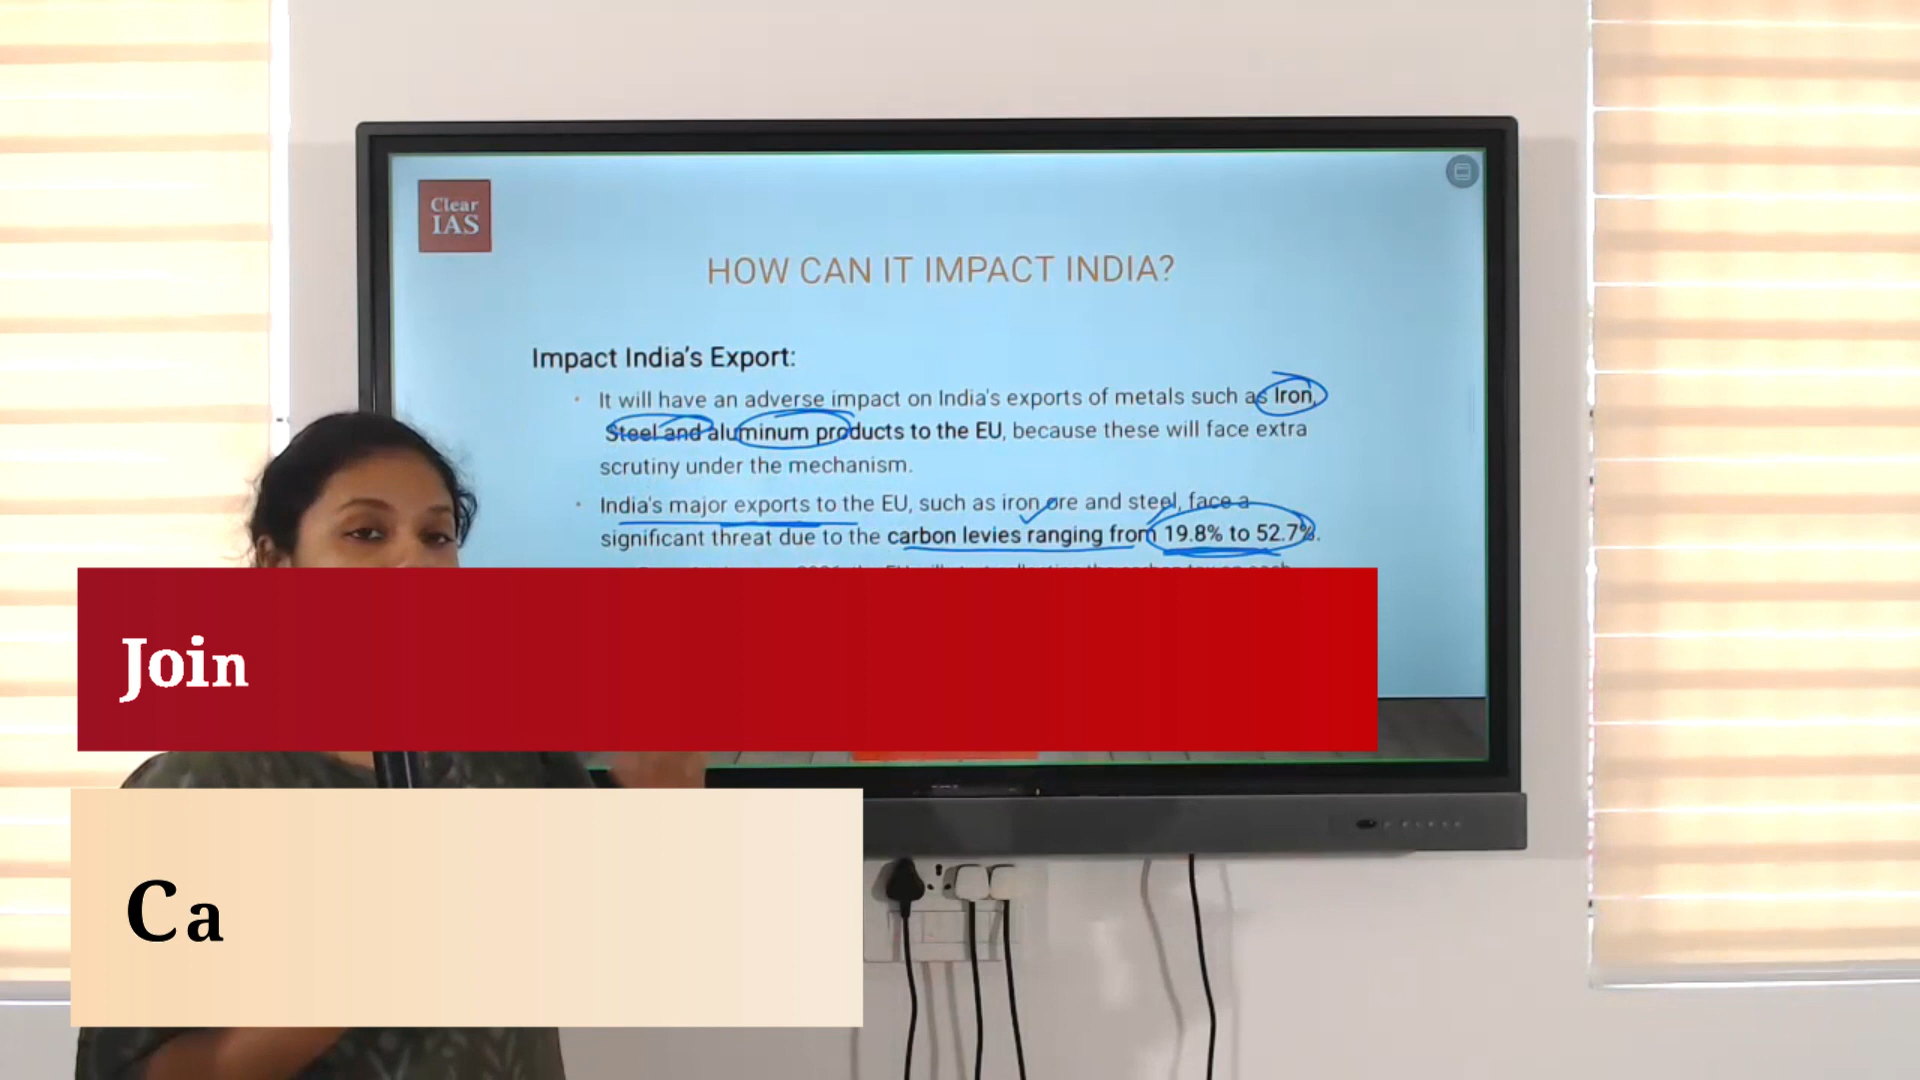 Clear
IAS
HOW CAN IT IMPACT INDIA?
Impact India's Export:
• It will have an adverse impact on India's exports of metals such as Iron,
Steel and aluminum products to the EU, because these will face extra
scrutiny under the mechanism.
• India's major exports to the EU, such as iron ore and steel, face a
significant threat due to the carbon levies ranging from 19.8% to 52.7%.
Join
Ca